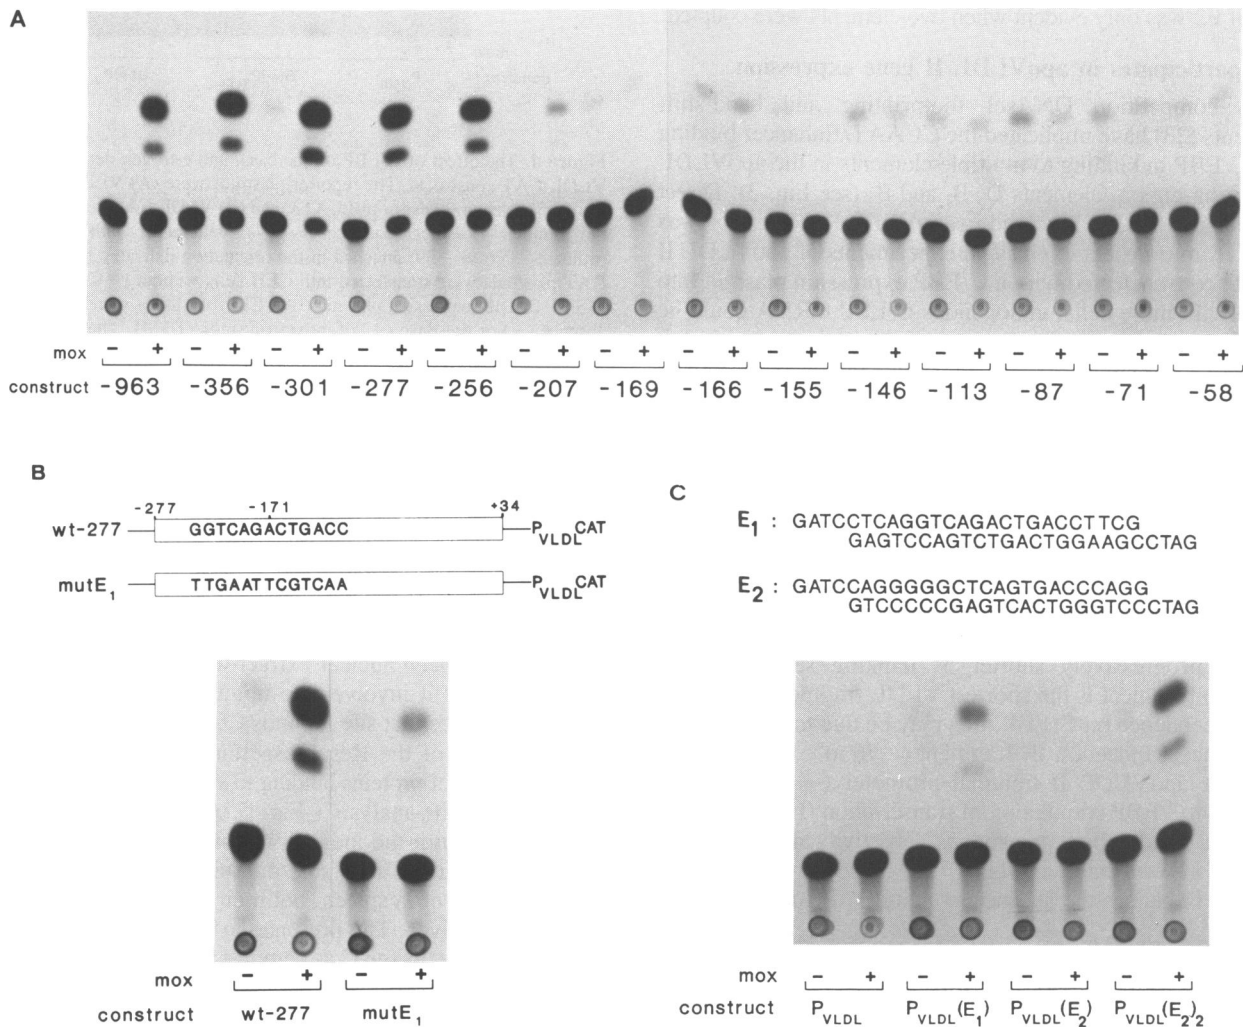 A
mox - + - + - + - + - + - + - + - + - + - + - + - + - + - +
construct -963 -356 -301 -277 -256 -207 -169 -166 -155 -146 -113 -87 -71 -58
B
-277 -171 +34
wt-277 GGTCAGACTGACC PVLDLCAT
mutE1 TTGAATTCGTCAA PVLDLCAT
mox - + - +
construct wt-277 mutE1
C
E1 : GATCCTCAGGTCAGACTGACCTTCG
GAGTCCAGTCTGACTGGAAGCCTAG
E2 : GATCCAGGGGGCTCAGTGACCCAGG
GTCCCCCGAGTCACTGGGTCCCTAG
mox - + - + - + - +
construct PVLDL PVLDL(E1) PVLDL(E2) PVLDL(E2)2